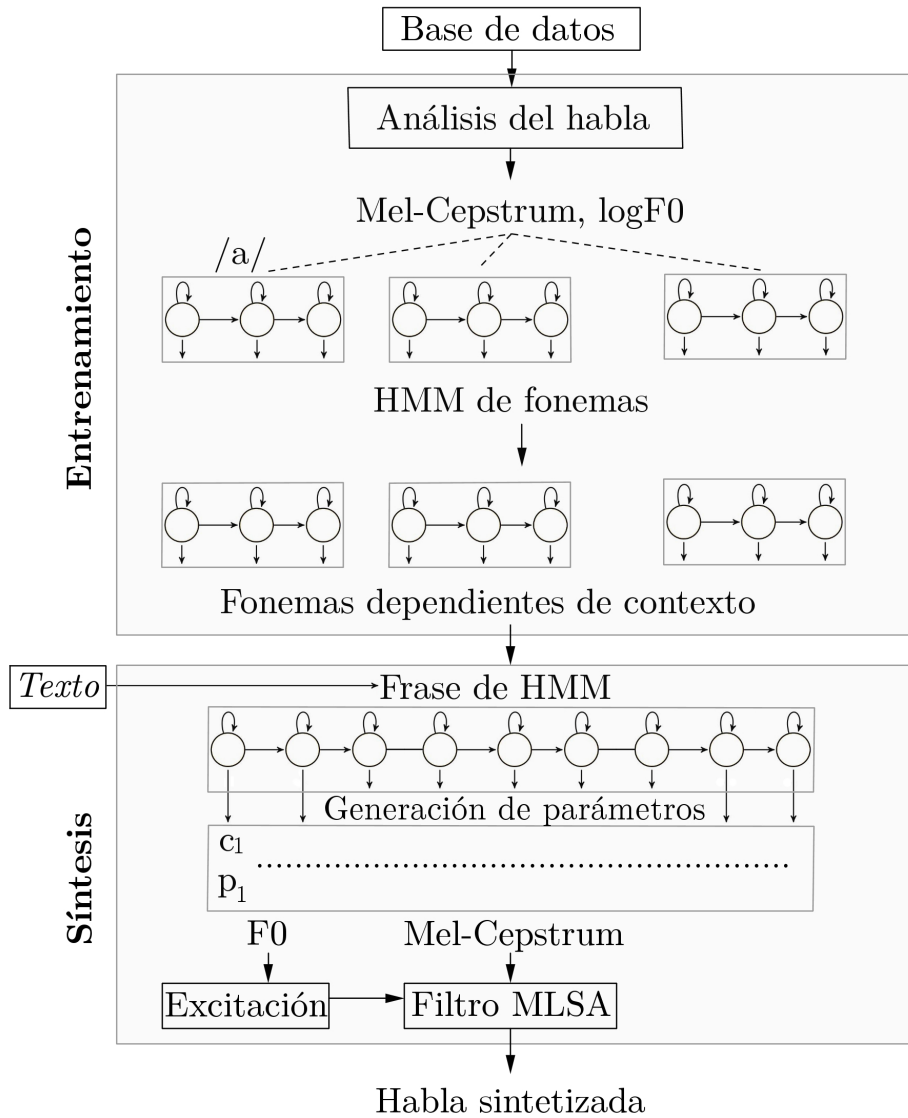 Base de datos
Análisis del habla
Mel-Cepstrum, logF0
/a/
HMM de fonemas
Fonemas dependientes de contexto
Entrenamiento
Texto
Frase de HMM
Generación de parámetros
c1
p1
F0
Mel-Cepstrum
Excitación
Filtro MLSA
Síntesis
Habla sintetizada